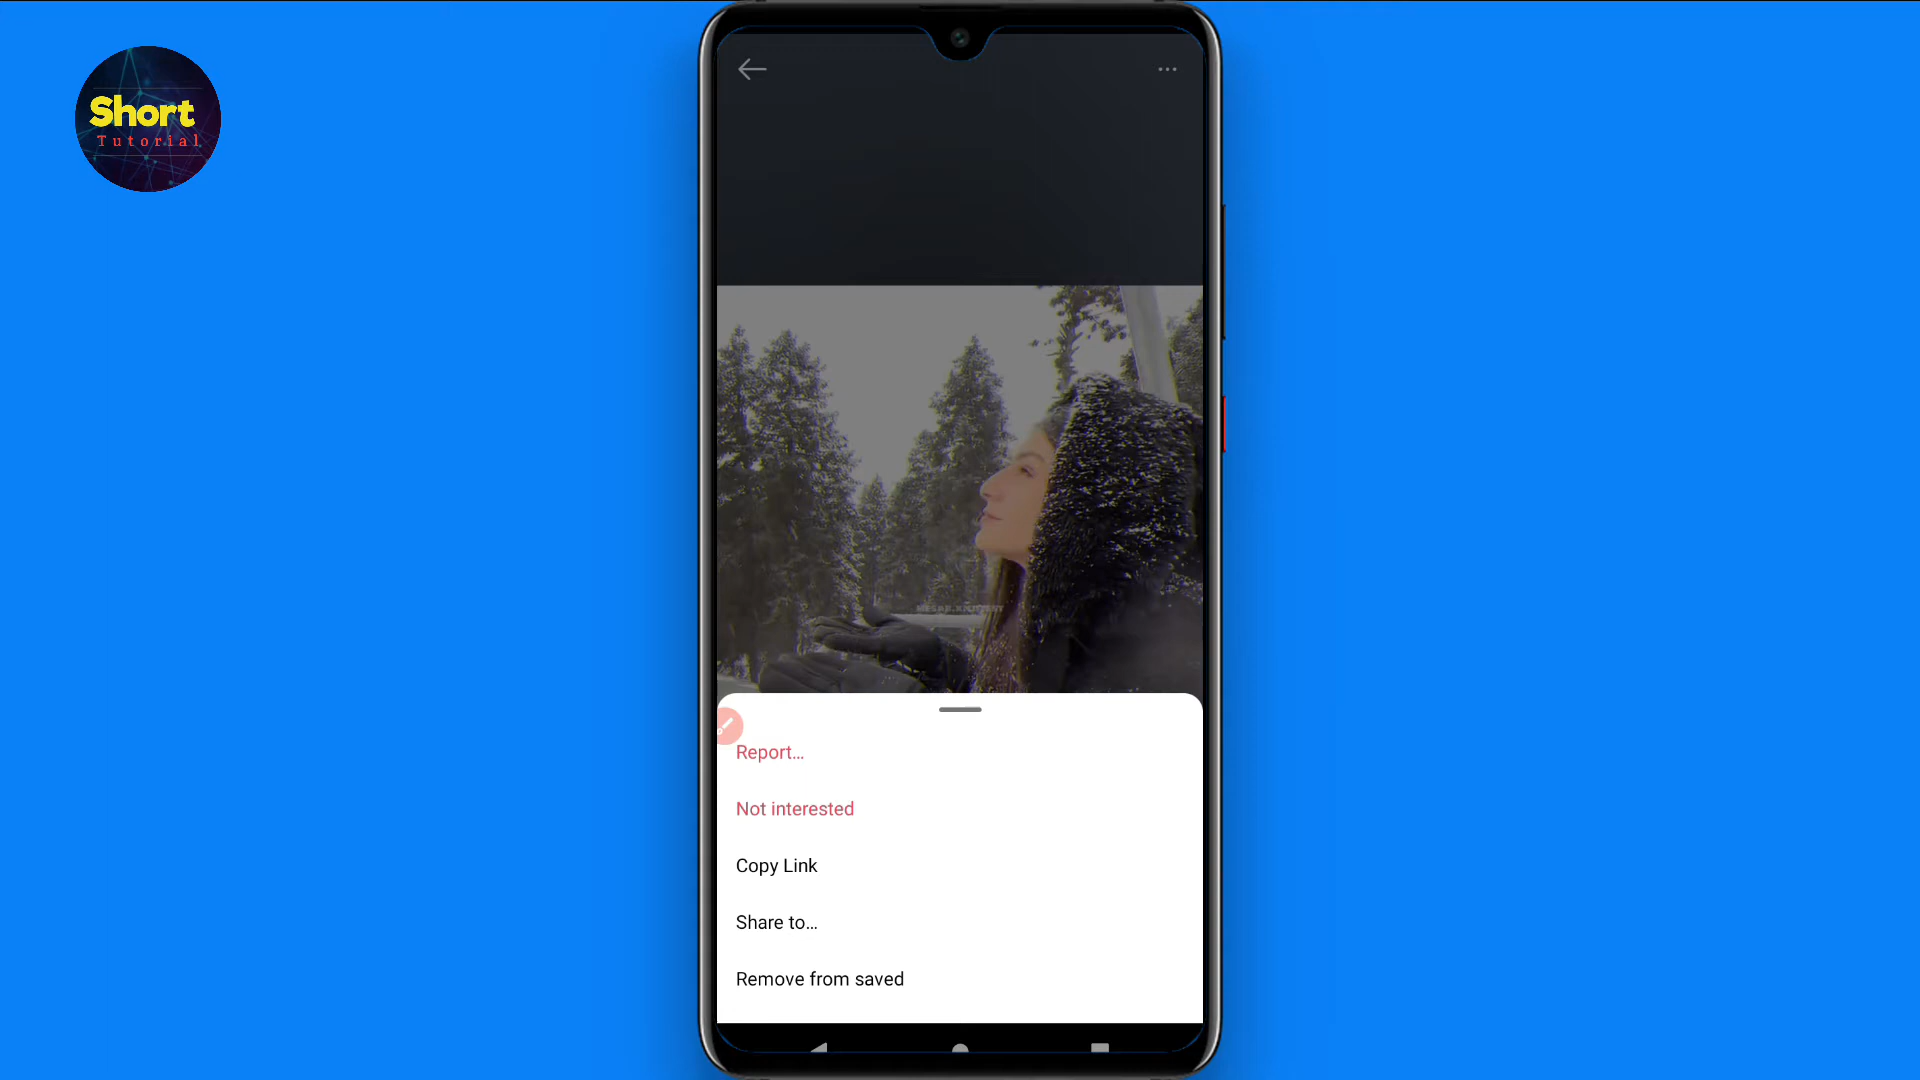 Short
Tutorial
Report...
Not interested
Copy Link
Share to...
Remove from saved